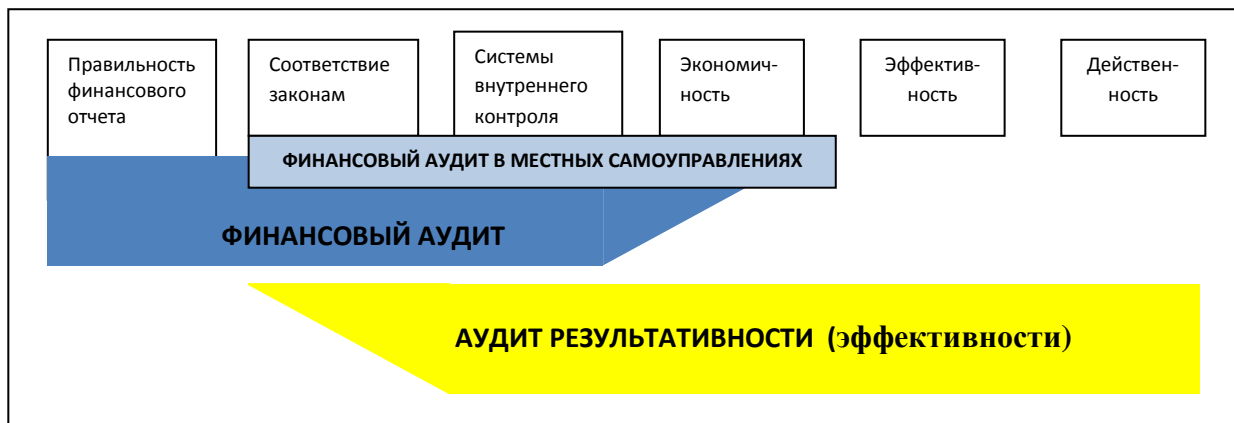 Правильность
финансового
отчета
Соответствие
законам
Системы
внутреннего
контроля
Экономич-
ность
Эффектив-
ность
Действен-
ность
ФИНАНСОВЫЙ АУДИТ В МЕСТНЫХ САМОУПРАВЛЕНИЯХ
ФИНАНСОВЫЙ АУДИТ
АУДИТ РЕЗУЛЬТАТИВНОСТИ (эффективности)